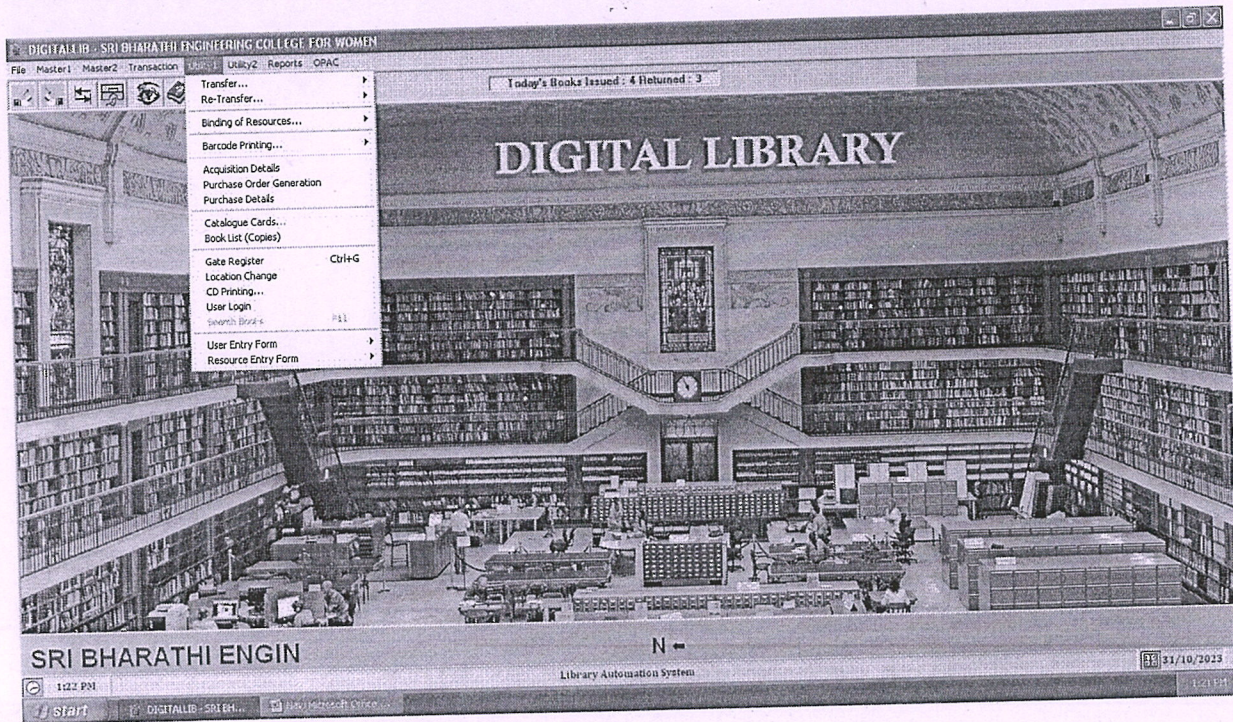 DIGITALLIB - SRI BHARATHI ENGINEERING COLLEGE FOR WOMEN
File Master1 Master2 Transaction Utility1 Utility2 Reports OPAC
Today's Books Issued : 4 Returned : 3
Transfer...
Re-Transfer...
Binding of Resources...
Barcode Printing...
Acquisition Details
Purchase Order Generation
Purchase Details
Catalogue Cards...
Book List (Copies)
Gate Register Ctrl+G
Location Change
CD Printing...
User Login
Search Books F11
User Entry Form
Resource Entry Form
DIGITAL LIBRARY
SRI BHARATHI ENGIN
N
Library Automation System
31/10/2023
1:22 PM
start
DIGITALLIB - SRI BH...
1:21 PM